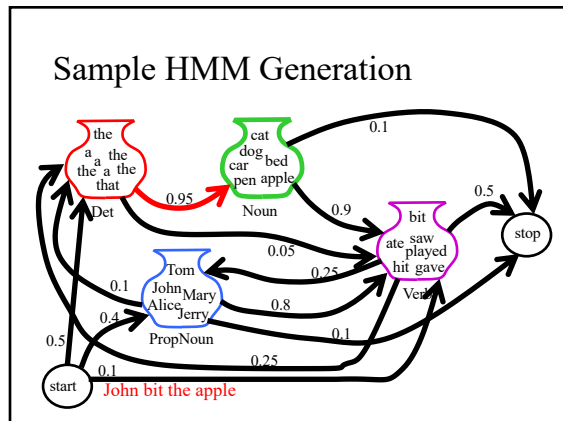 Sample HMM Generation
the
a a the
the a the
that
Det
cat
dog
car bed
pen apple
Noun
0.1
0.95
0.9
0.5
bit
ate saw
played
hit gave
Verb
stop
0.05
0.25
Tom
John
Alice Mary
Jerry
PropNoun
0.1
0.8
0.4
0.1
0.5
0.25
start
0.1
John bit the apple